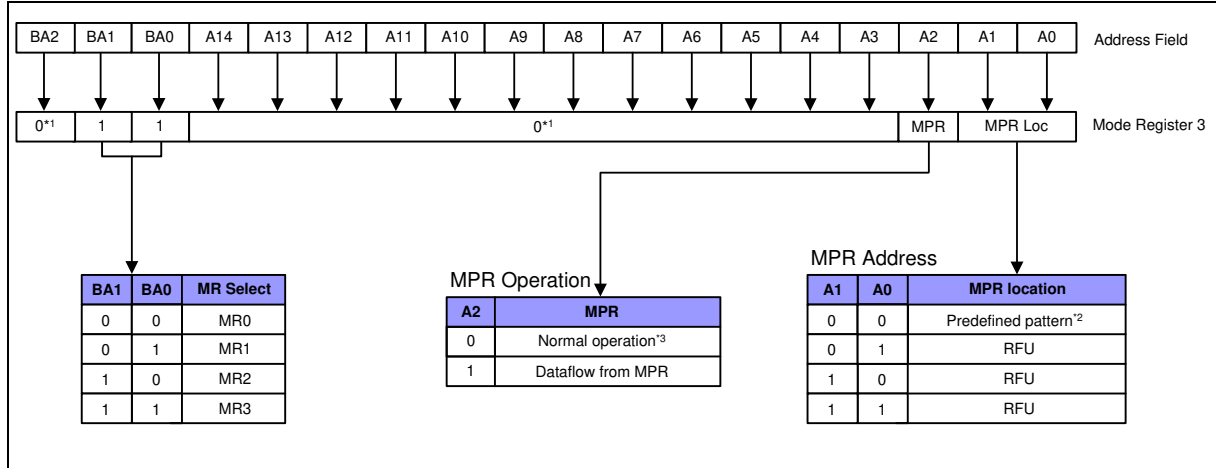 BA2 BA1 BA0 A14 A13 A12 A11 A10 A9 A8 A7 A6 A5 A4 A3 A2 A1 A0 Address Field
0*1 1 1 0*1 MPR MPR Loc Mode Register 3
MPR Operation
MPR Address
BA1 BA0 MR Select
0 0 MR0
0 1 MR1
1 0 MR2
1 1 MR3
A2 MPR
0 Normal operation*3
1 Dataflow from MPR
A1 A0 MPR location
0 0 Predefined pattern*2
0 1 RFU
1 0 RFU
1 1 RFU